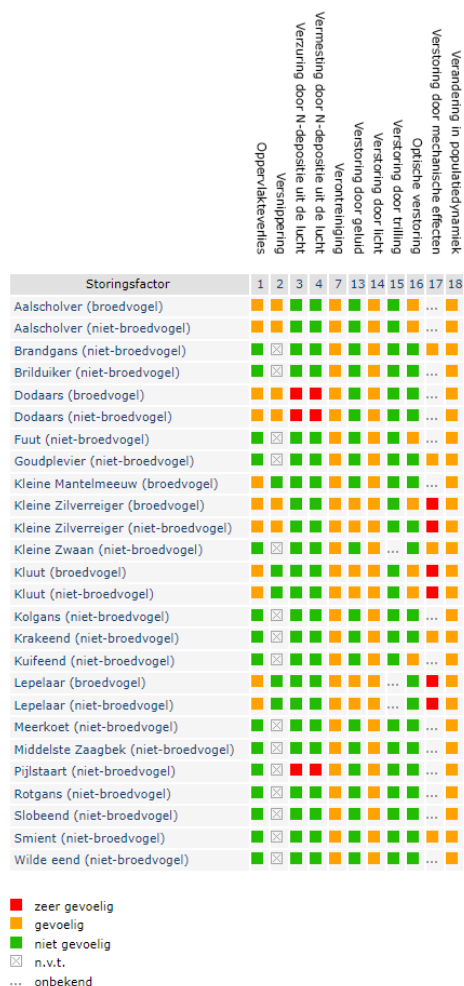 Oppervlakteverlies
Versnippering
Verzuring door N-depositie uit de lucht
Vermesting door N-depositie uit de lucht
Verontreiniging
Verstoring door geluid
Verstoring door licht
Verstoring door trilling
Optische verstoring
Verstoring door mechanische effecten
Verandering in populatiedynamiek
Storingsfactor 1 2 3 4 7 13 14 15 16 17 18
Aalscholver (broedvogel) ...
Aalscholver (niet-broedvogel) ...
Brandgans (niet-broedvogel)
Brilduiker (niet-broedvogel) ...
Dodaars (broedvogel) ...
Dodaars (niet-broedvogel) ...
Fuut (niet-broedvogel) ...
Goudplevier (niet-broedvogel)
Kleine Mantelmeeuw (broedvogel) ...
Kleine Zilverreiger (broedvogel)
Kleine Zilverreiger (niet-broedvogel)
Kleine Zwaan (niet-broedvogel) ...
Kluut (broedvogel)
Kluut (niet-broedvogel)
Kolgans (niet-broedvogel) ...
Krakeend (niet-broedvogel)
Kuifeend (niet-broedvogel) ...
Lepelaar (broedvogel) ...
Lepelaar (niet-broedvogel) ...
Meerkoet (niet-broedvogel) ...
Middelste Zaagbek (niet-broedvogel) ...
Pijlstaart (niet-broedvogel) ...
Rotgans (niet-broedvogel) ...
Slobeend (niet-broedvogel) ...
Smient (niet-broedvogel)
Wilde eend (niet-broedvogel) ...
zeer gevoelig
gevoelig
niet gevoelig
n.v.t.
... onbekend